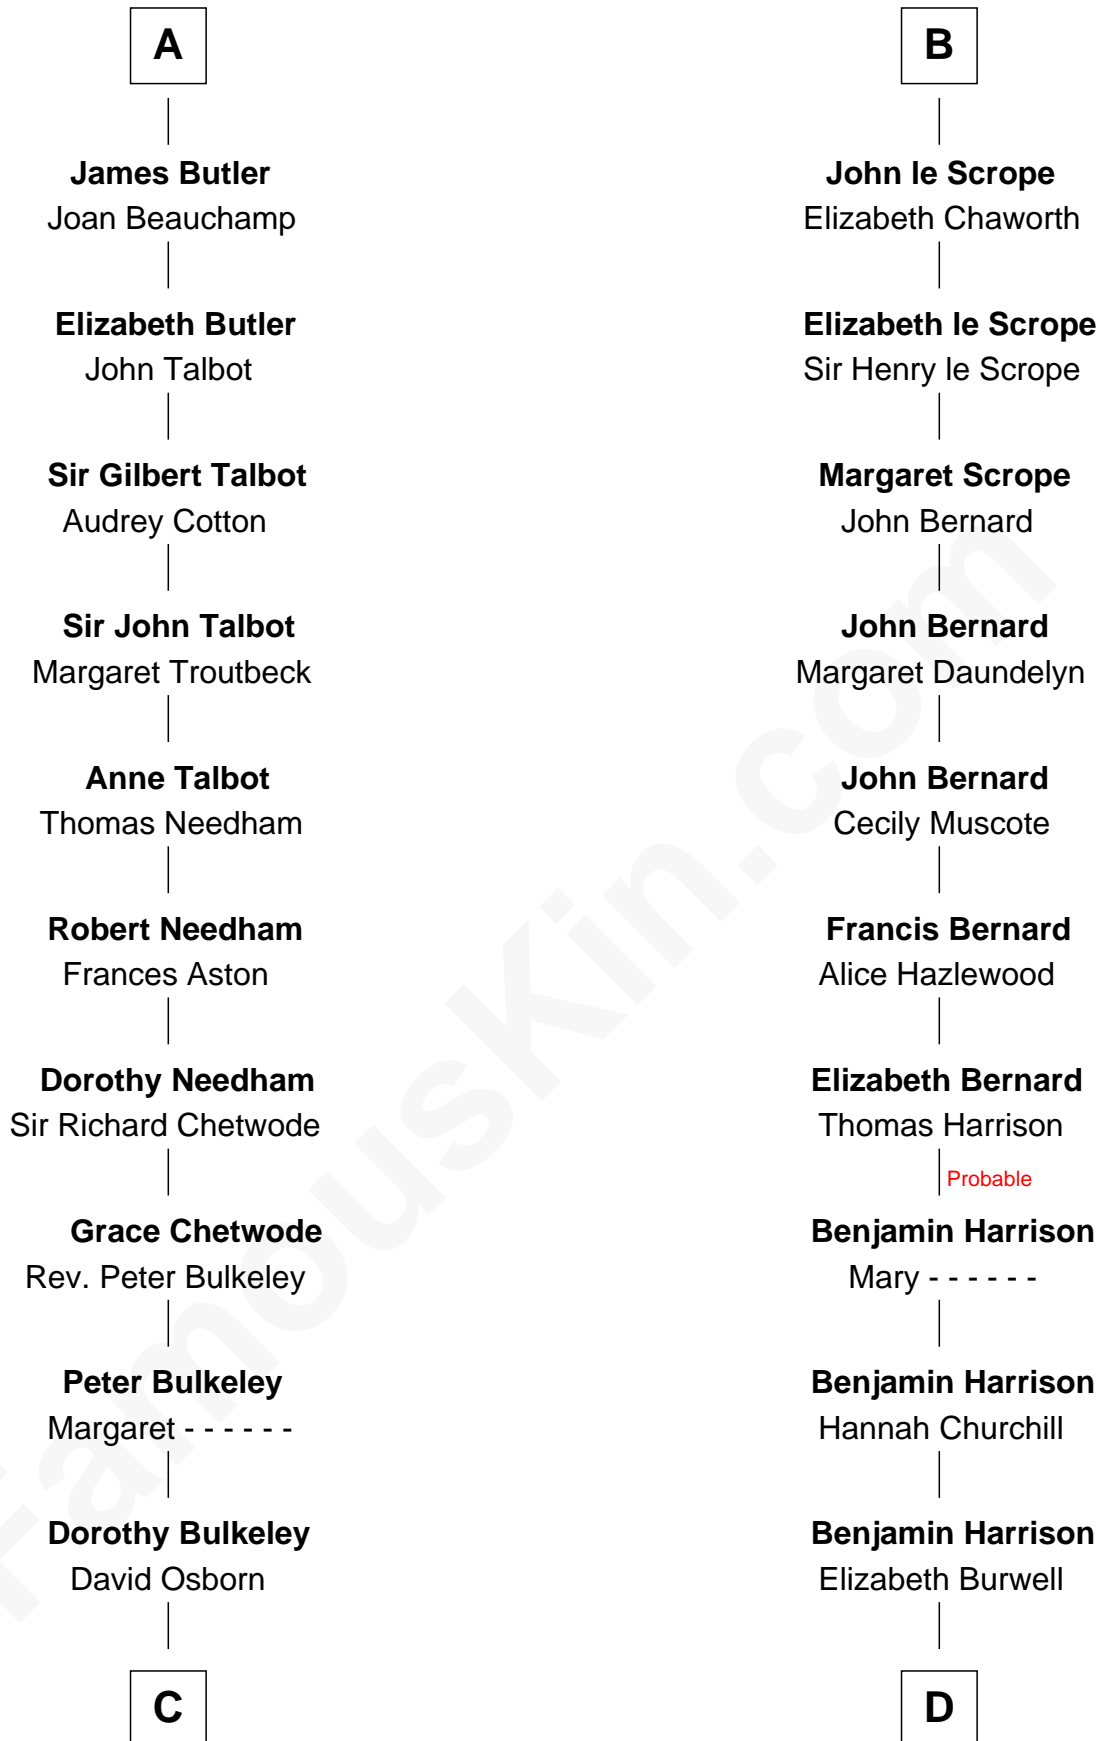 A
James Butler
Joan Beauchamp
Elizabeth Butler
John Talbot
Sir Gilbert Talbot
Audrey Cotton
Sir John Talbot
Margaret Troutbeck
Anne Talbot
Thomas Needham
Robert Needham
Frances Aston
Dorothy Needham
Sir Richard Chetwode
Grace Chetwode
Rev. Peter Bulkeley
Peter Bulkeley
Margaret - - - - - -
Dorothy Bulkeley
David Osborn
C
B
John le Scrope
Elizabeth Chaworth
Elizabeth le Scrope
Sir Henry le Scrope
Margaret Scrope
John Bernard
John Bernard
Margaret Daundelyn
John Bernard
Cecily Muscote
Francis Bernard
Alice Hazlewood
Elizabeth Bernard
Thomas Harrison
Probable
Benjamin Harrison
Mary - - - - - -
Benjamin Harrison
Hannah Churchill
Benjamin Harrison
Elizabeth Burwell
D
FamousKin.com